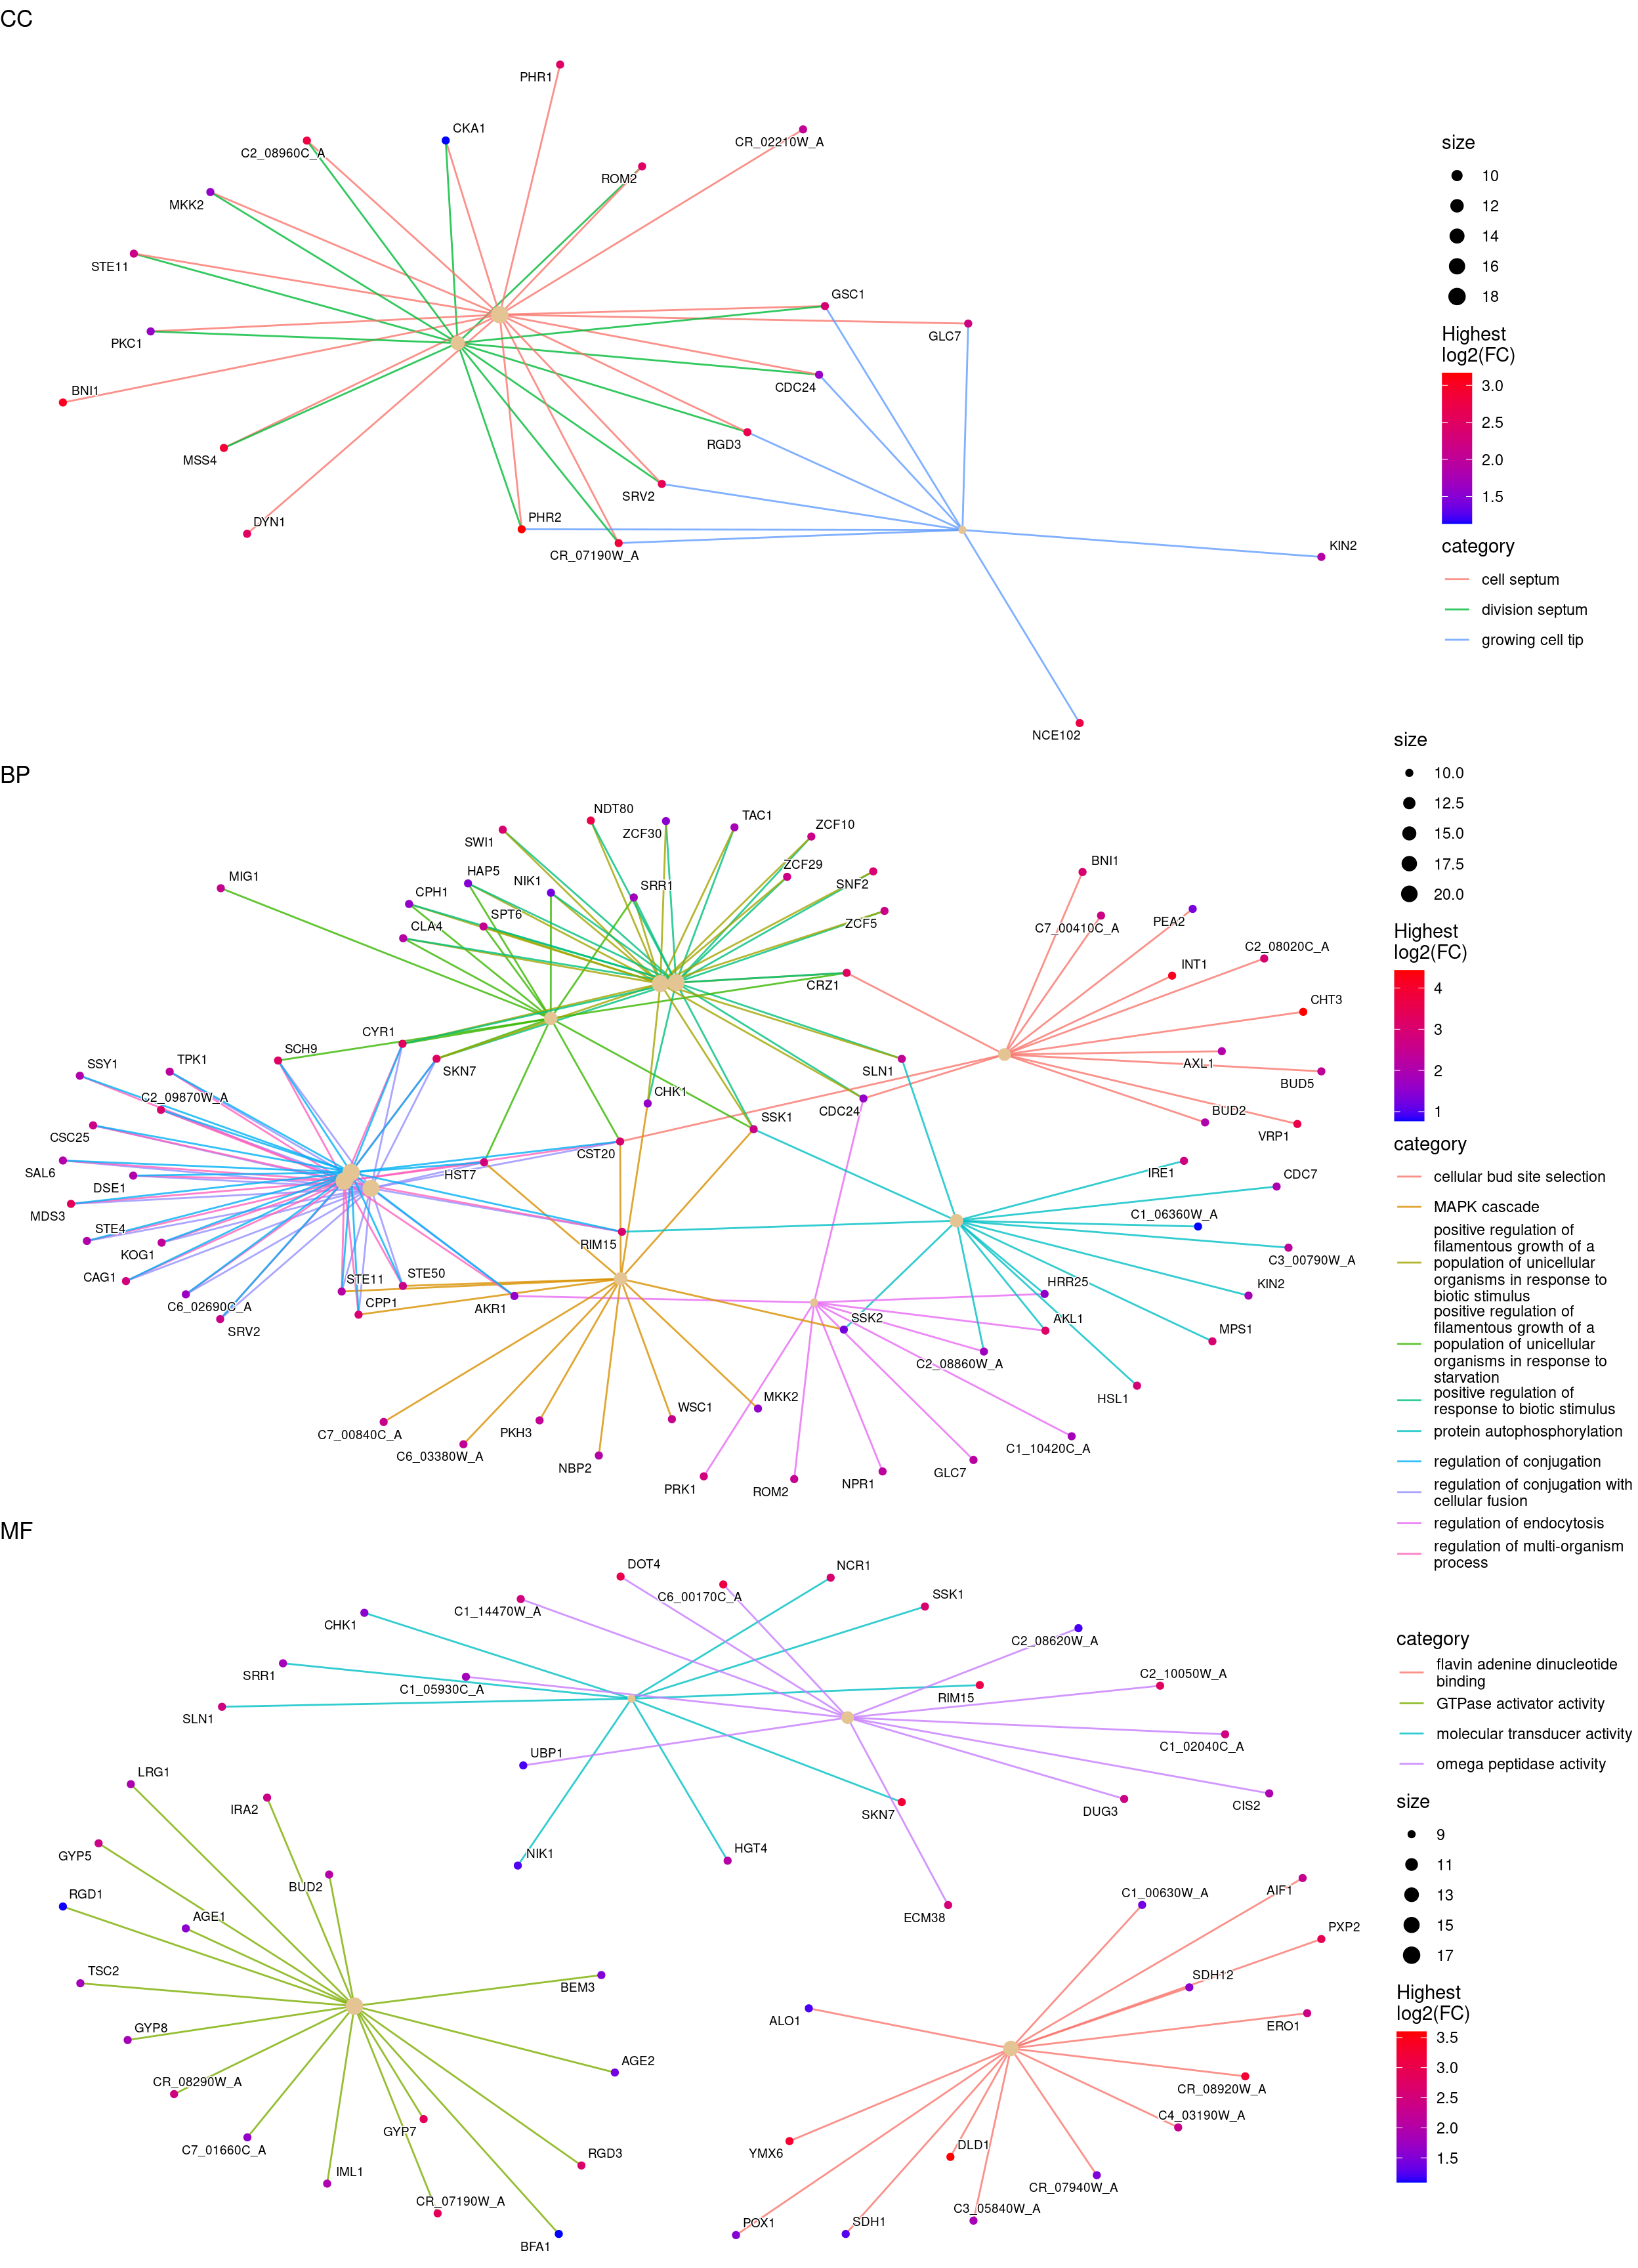 CC
PHR1
CKA1
C2_08960C_A
CR_02210W_A
ROM2
MKK2
STE11
GSC1
PKC1
GLC7
CDC24
BNI1
RGD3
MSS4
SRV2
DYN1
PHR2
CR_07190W_A
KIN2
NCE102
size
10
12
14
16
18
Highest
log2(FC)
3.0
2.5
2.0
1.5
category
cell septum
division septum
growing cell tip
BP
NDT80
TAC1
ZCF30
ZCF10
SWI1
ZCF29
MIG1
HAP5
NIK1
SRR1
SNF2
CPH1
SPT6
CLA4
ZCF5
BNI1
C7_00410C_A
PEA2
C2_08020C_A
INT1
CRZ1
CHT3
CYR1
SCH9
SKN7
SSY1
TPK1
C2_09870W_A
CHK1
SLN1
AXL1
BUD5
SSK1
CDC24
BUD2
VRP1
CSC25
CST20
SAL6
DSE1
HST7
IRE1
CDC7
MDS3
C1_06360W_A
STE4
KOG1
RIM15
C3_00790W_A
CAG1
STE11
STE50
HRR25
KIN2
C6_02690C_A
CPP1
AKR1
SSK2
AKL1
SRV2
MPS1
C2_08860W_A
MKK2
HSL1
C7_00840C_A
PKH3
WSC1
C6_03380W_A
NBP2
C1_10420C_A
PRK1
ROM2
NPR1
GLC7
size
10.0
12.5
15.0
17.5
20.0
Highest
log2(FC)
4
3
2
1
category
cellular bud site selection
MAPK cascade
positive regulation of
filamentous growth of a
population of unicellular
organisms in response to
biotic stimulus
positive regulation of
filamentous growth of a
population of unicellular
organisms in response to
starvation
positive regulation of
response to biotic stimulus
protein autophosphorylation
regulation of conjugation
regulation of conjugation with
cellular fusion
regulation of endocytosis
regulation of multi-organism
process
MF
DOT4
NCR1
C6_00170C_A
SSK1
C1_14470W_A
CHK1
C2_08620W_A
SRR1
C1_05930C_A
C2_10050W_A
RIM15
SLN1
C1_02040C_A
UBP1
CIS2
DUG3
SKN7
NIK1
HGT4
ECM38
LRG1
IRA2
GYP5
BUD2
RGD1
AGE1
TSC2
BEM3
GYP8
AGE2
CR_08290W_A
GYP7
C7_01660C_A
RGD3
IML1
CR_07190W_A
BFA1
C1_00630W_A
AIF1
PXP2
SDH12
ALO1
ERO1
CR_08920W_A
C4_03190W_A
YMX6
DLD1
CR_07940W_A
C3_05840W_A
POX1
SDH1
category
flavin adenine dinucleotide
binding
GTPase activator activity
molecular transducer activity
omega peptidase activity
size
9
11
13
15
17
Highest
log2(FC)
3.5
3.0
2.5
2.0
1.5